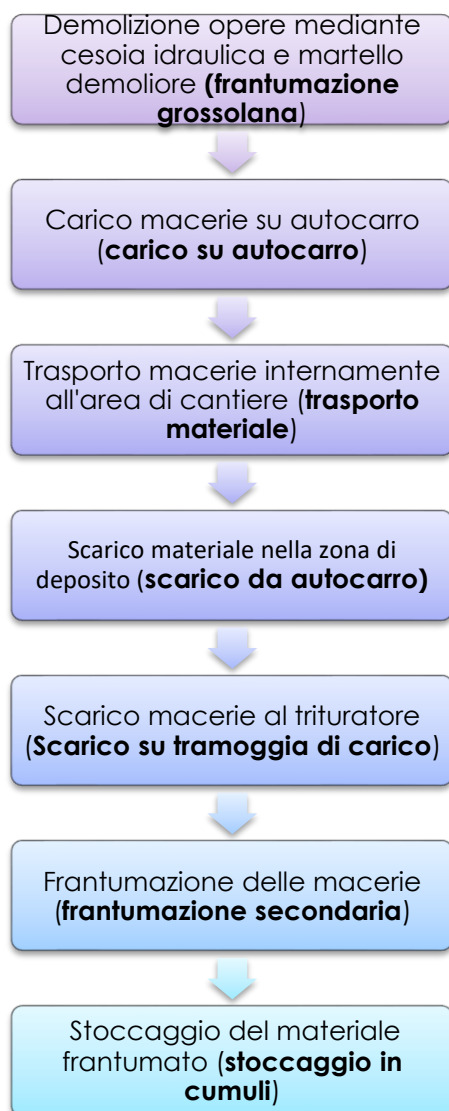 Demolizione opere mediante
cesoia idraulica e martello
demoliore (frantumazione
grossolana)
Carico macerie su autocarro
(carico su autocarro)
Trasporto macerie internamente
all'area di cantiere (trasporto
materiale)
Scarico materiale nella zona di
deposito (scarico da autocarro)
Scarico macerie al trituratore
(Scarico su tramoggia di carico)
Frantumazione delle macerie
(frantumazione secondaria)
Stoccaggio del materiale
frantumato (stoccaggio in
cumuli)